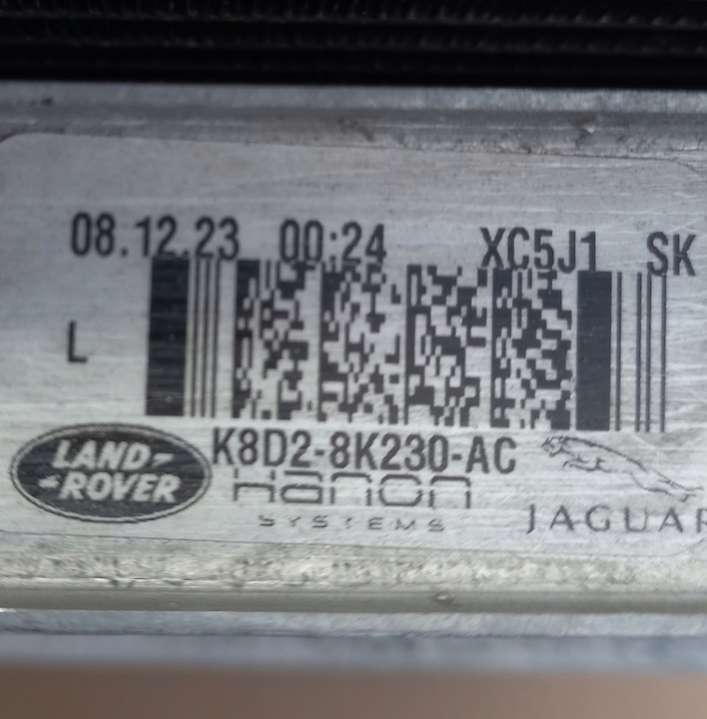 08.12.23 00:24 XC5J1 SK
L
K8D2-8K230-AC
LAND-
-ROVER
Hanon
SYSTEMS
JAGUAR